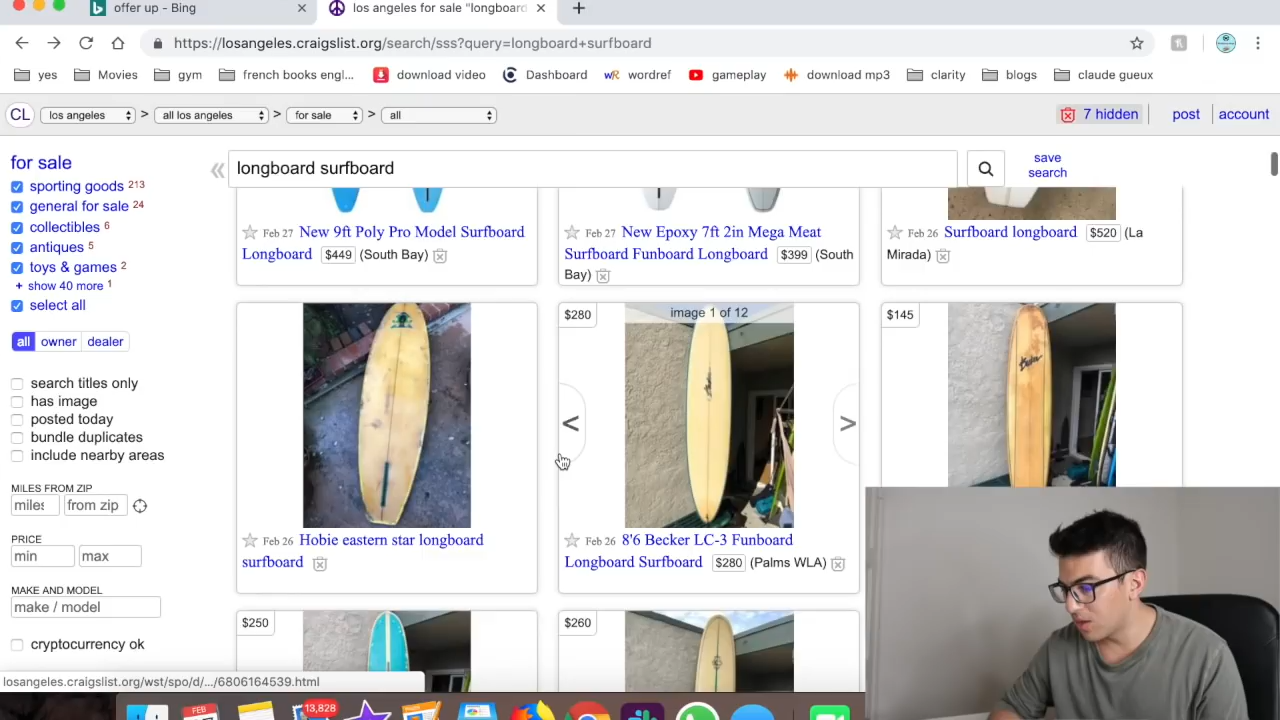 offer up - Bing
los angeles for sale "longboard
https://losangeles.craigslist.org/search/sss?query=longboard+surfboard
yes
Movies
gym
french books engl...
download video
Dashboard
wR wordref
gameplay
download mp3
clarity
blogs
claude gueux
CL
los angeles
>
all los angeles
>
for sale
>
all
7 hidden
post
account
for sale
longboard surfboard
save
search
sporting goods 213
general for sale 24
collectibles 6
antiques 5
toys & games 2
+ show 40 more 1
select all
all
owner
dealer
search titles only
has image
posted today
bundle duplicates
include nearby areas
MILES FROM ZIP
miles
from zip
PRICE
min
max
MAKE AND MODEL
make / model
cryptocurrency ok
Feb 27 New 9ft Poly Pro Model Surfboard
Longboard $449 (South Bay)
Feb 27 New Epoxy 7ft 2in Mega Meat
Surfboard Funboard Longboard $399 (South
Bay)
Feb 26 Surfboard longboard $520 (La
Mirada)
Feb 26 Hobie eastern star longboard
surfboard
$280
image 1 of 12
<
>
Feb 26 8'6 Becker LC-3 Funboard
Longboard Surfboard $280 (Palms WLA)
$145
$250
$260
losangeles.craigslist.org/wst/spo/d/.../6806164539.html
FEB
13,828